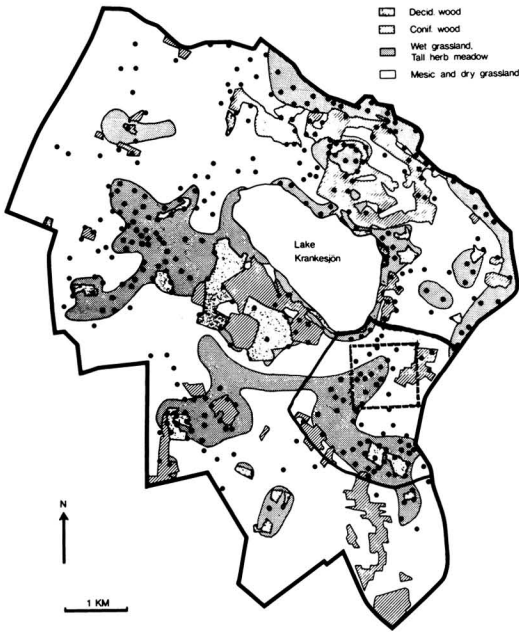 Decid. wood
Conif. wood
Wet grassland,
Tall herb meadow
Mesic and dry grassland
Lake
Krankesjön
N
1 KM